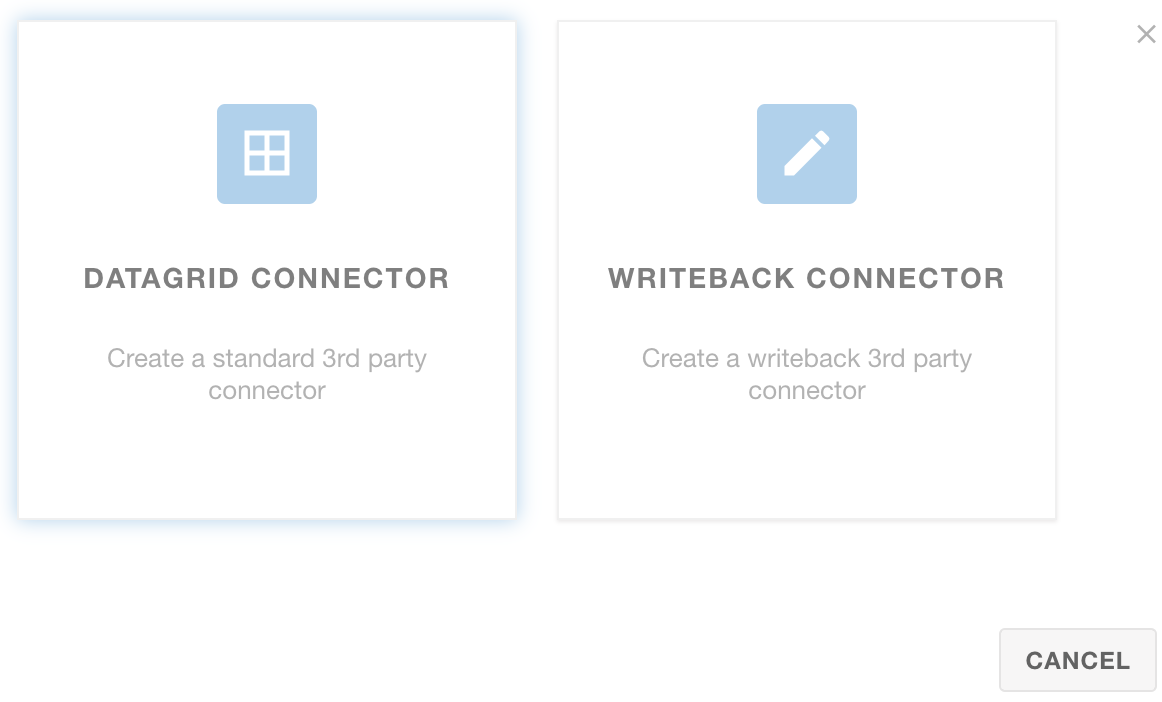 DATAGRID CONNECTOR
Create a standard 3rd party
connector
WRITEBACK CONNECTOR
Create a writeback 3rd party
connector
CANCEL